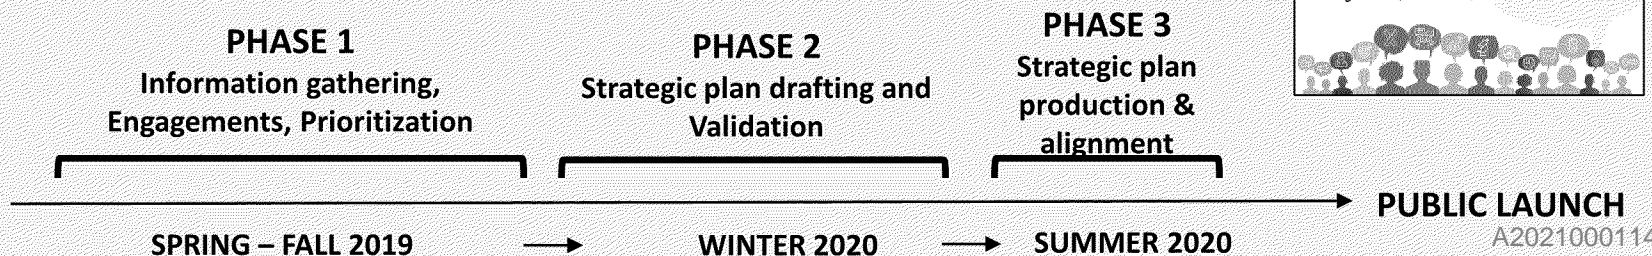 PHASE 1
Information gathering,
Engagements, Prioritization
PHASE 2
Strategic plan drafting and
Validation
PHASE 3
Strategic plan
production &
alignment
PUBLIC LAUNCH
SPRING – FALL 2019
WINTER 2020
SUMMER 2020
A2021000114